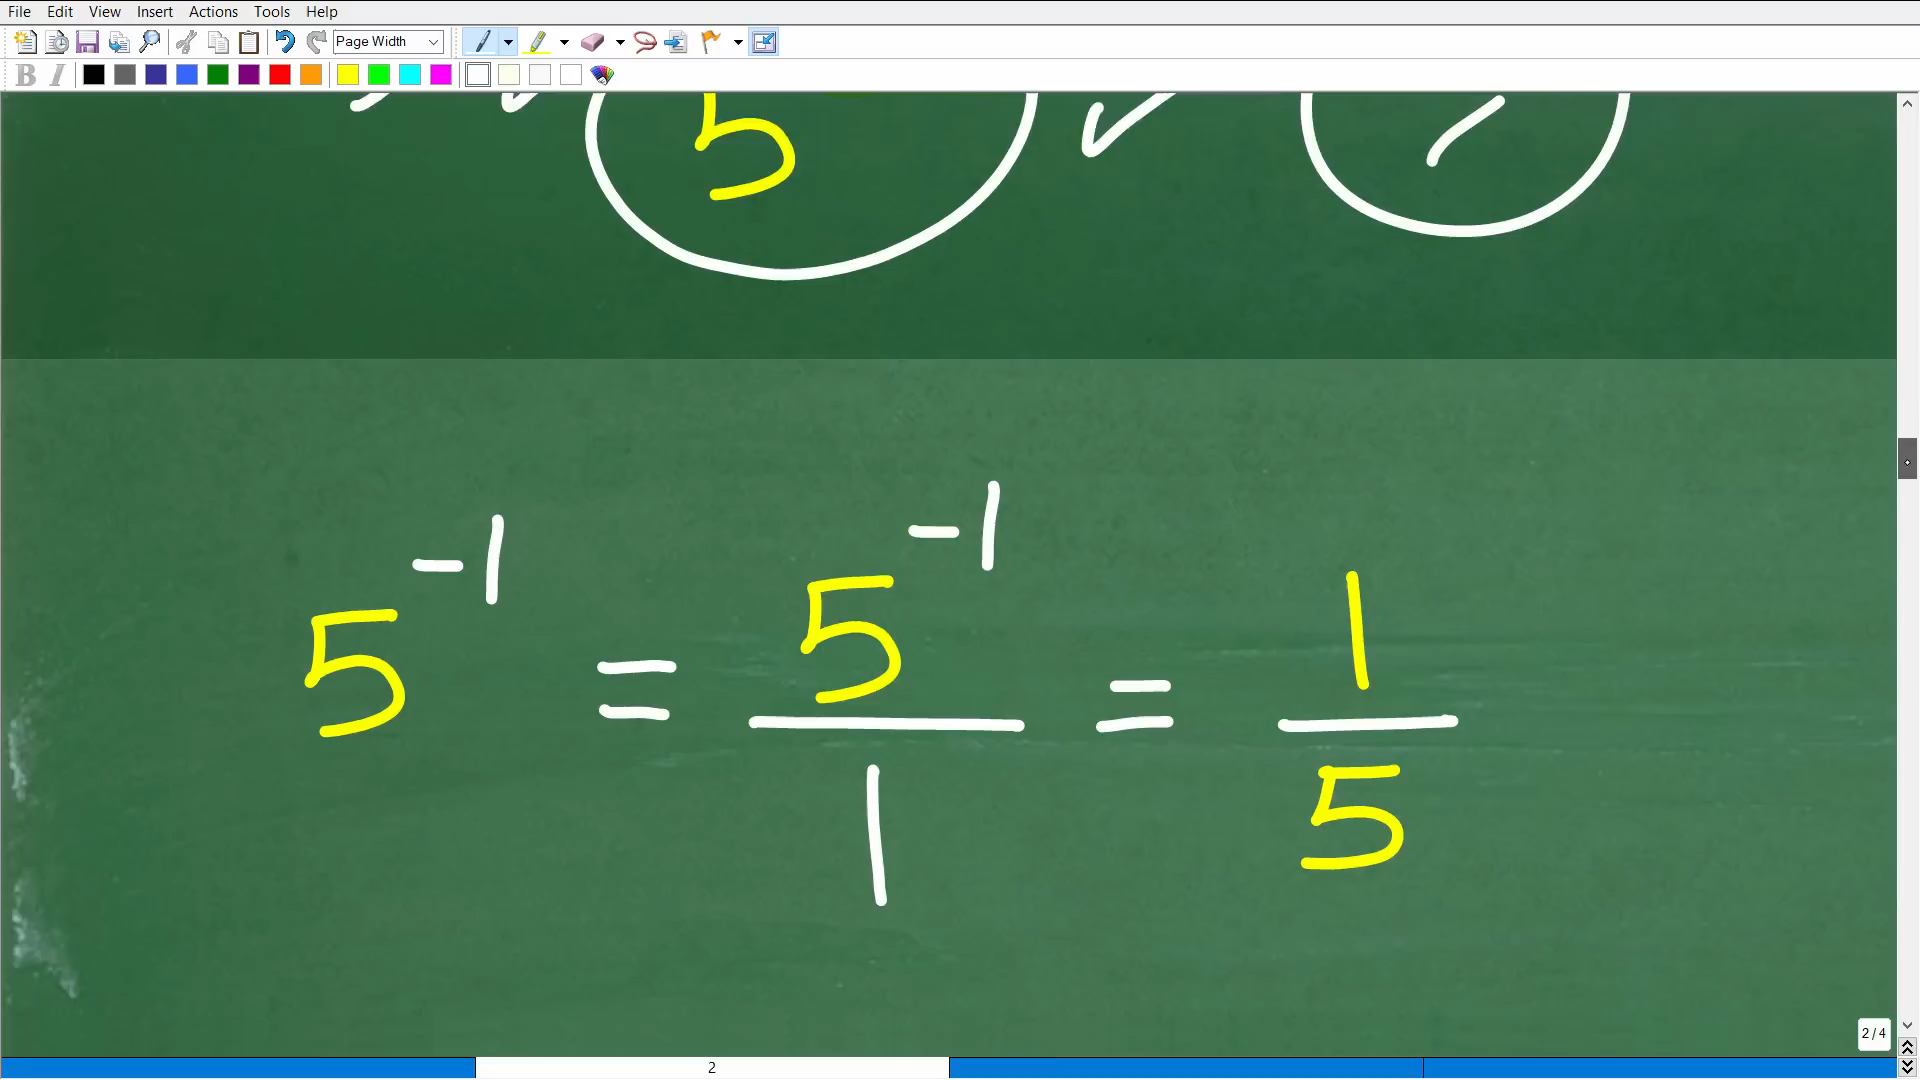 File Edit View Insert Actions Tools Help
Page Width
B I
5
5^-1 = 5^-1/1 = 1/5
2 / 4
2